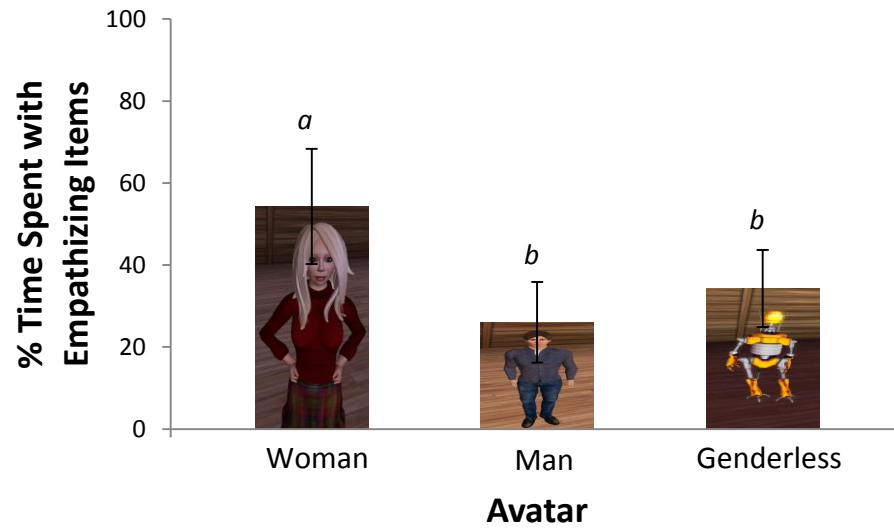 % Time Spent with
Empathizing Items
100
80
60
40
20
0
a
b
b
Woman
Man
Genderless
Avatar